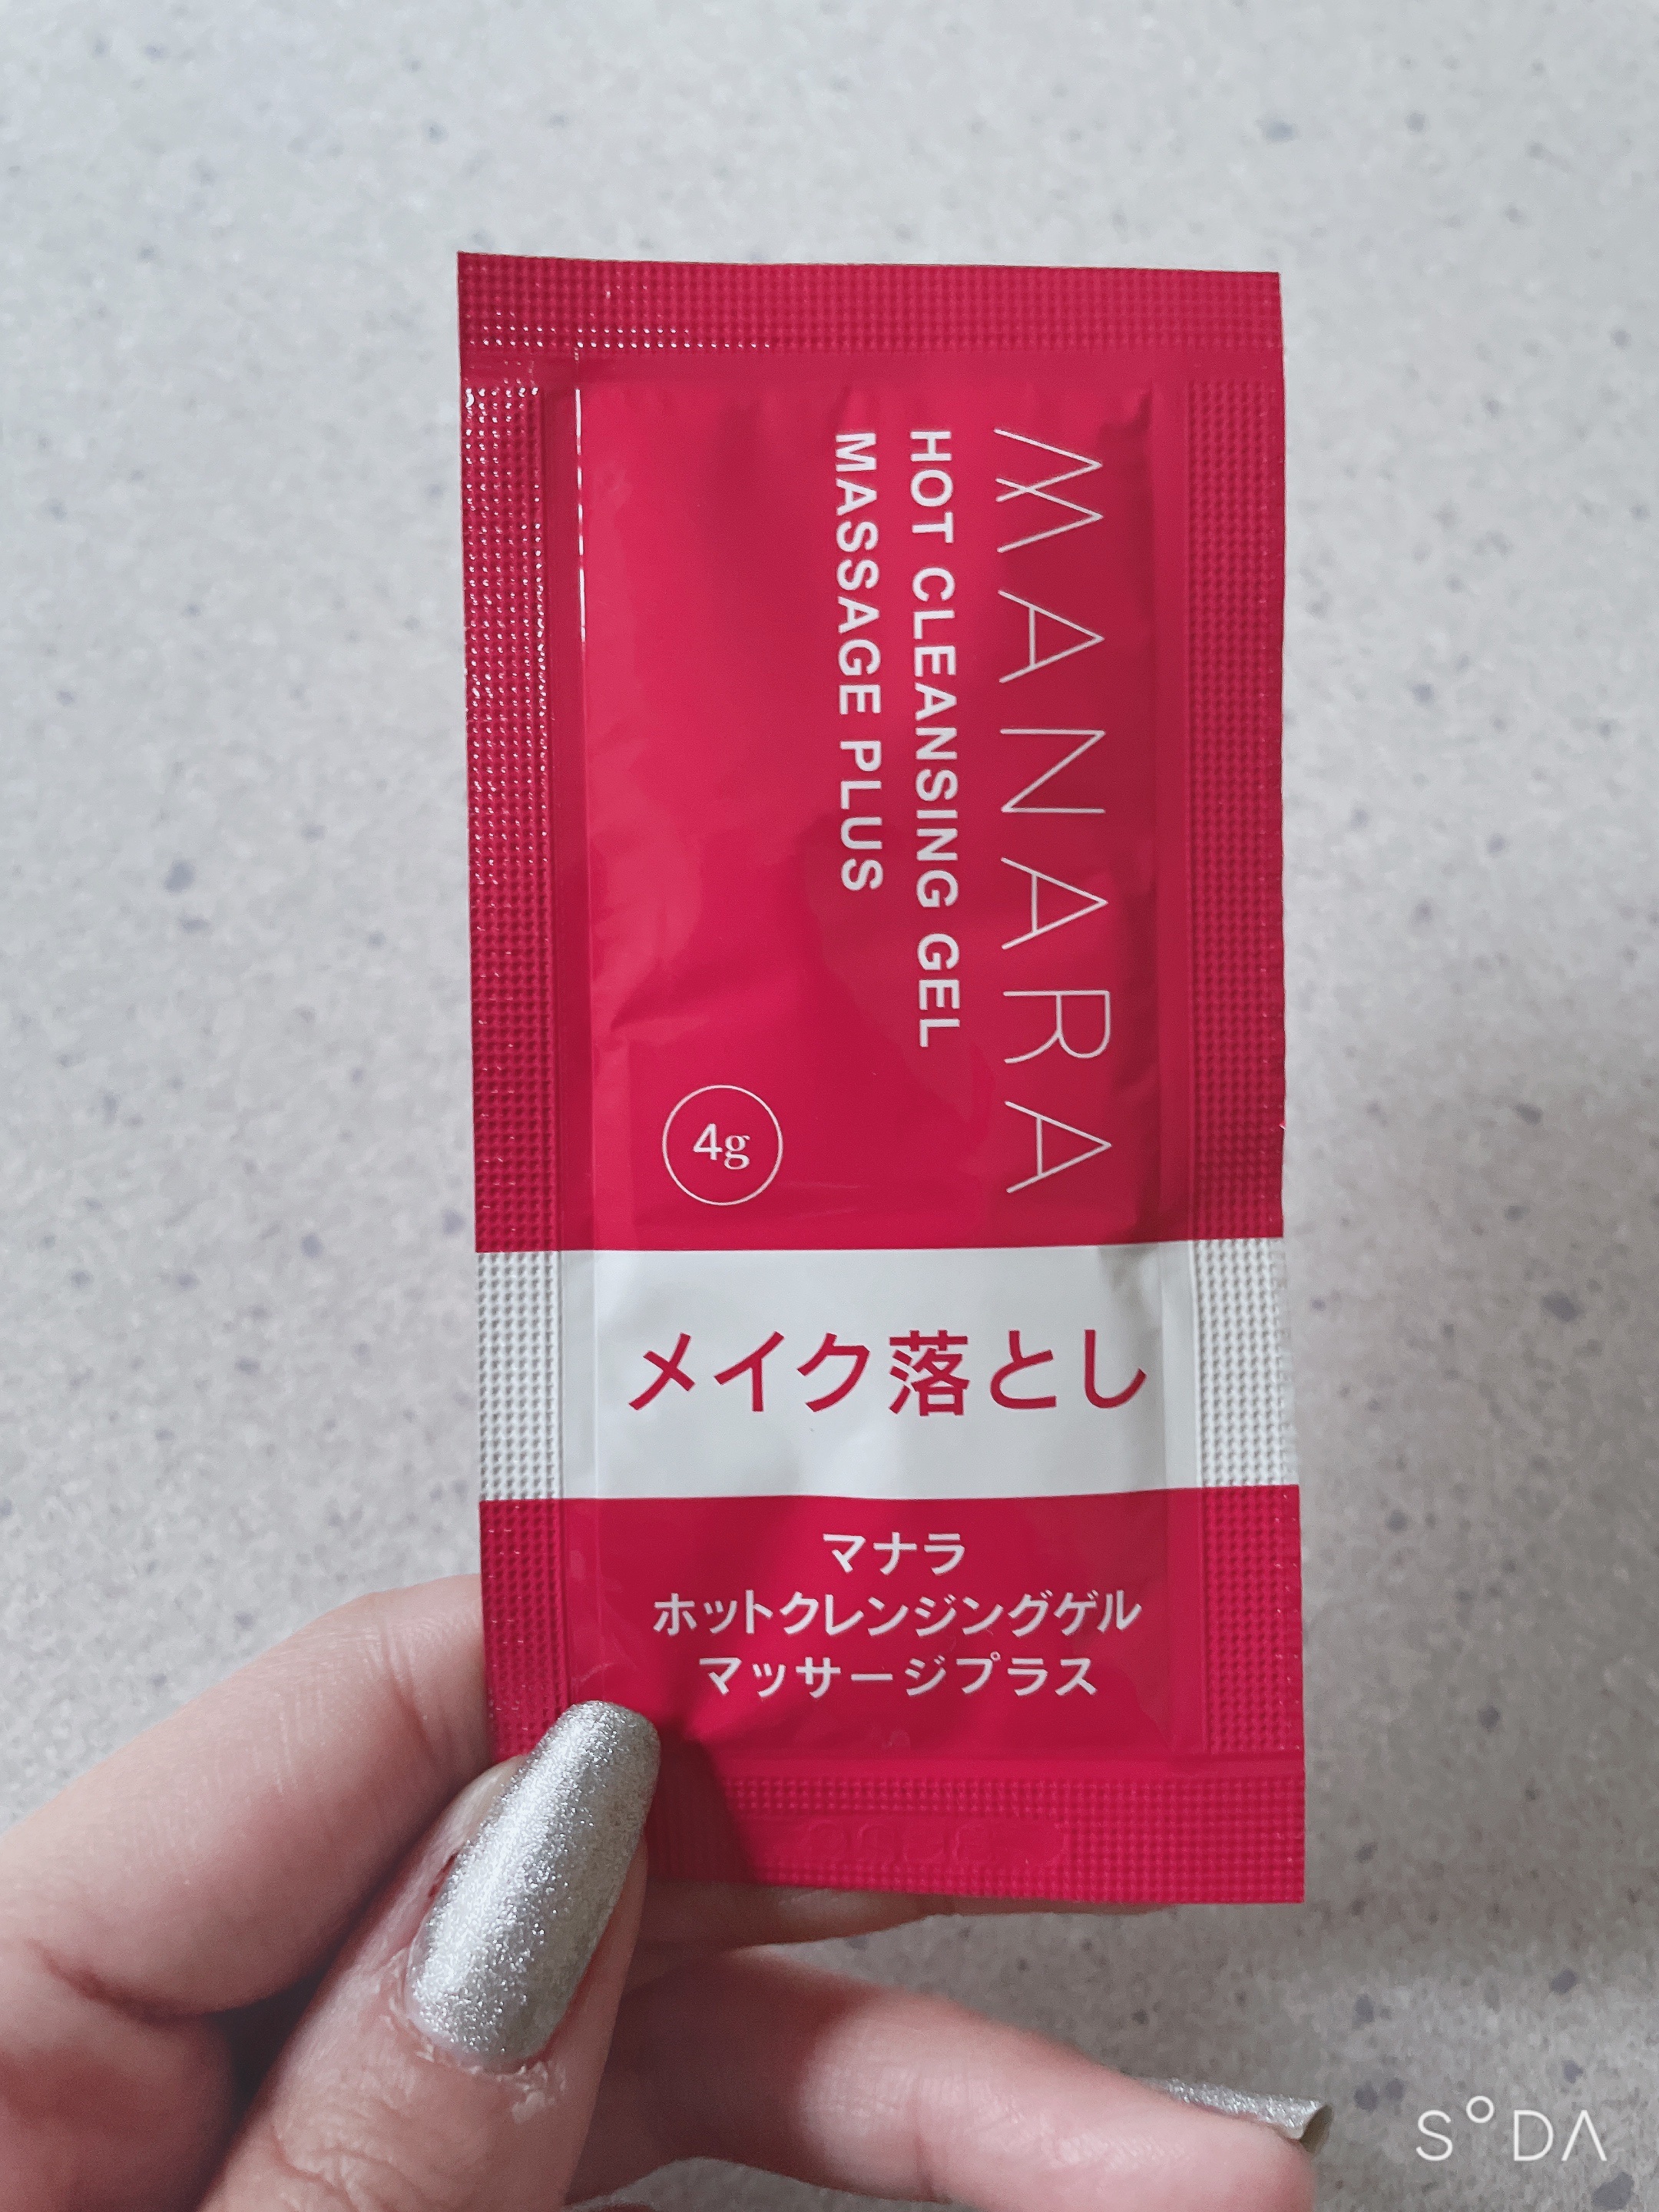 MANARA
HOT CLEANSING GEL
MASSAGE PLUS
4g
メイク落とし
マナラ
ホットクレンジングゲル
マッサージプラス
SODA